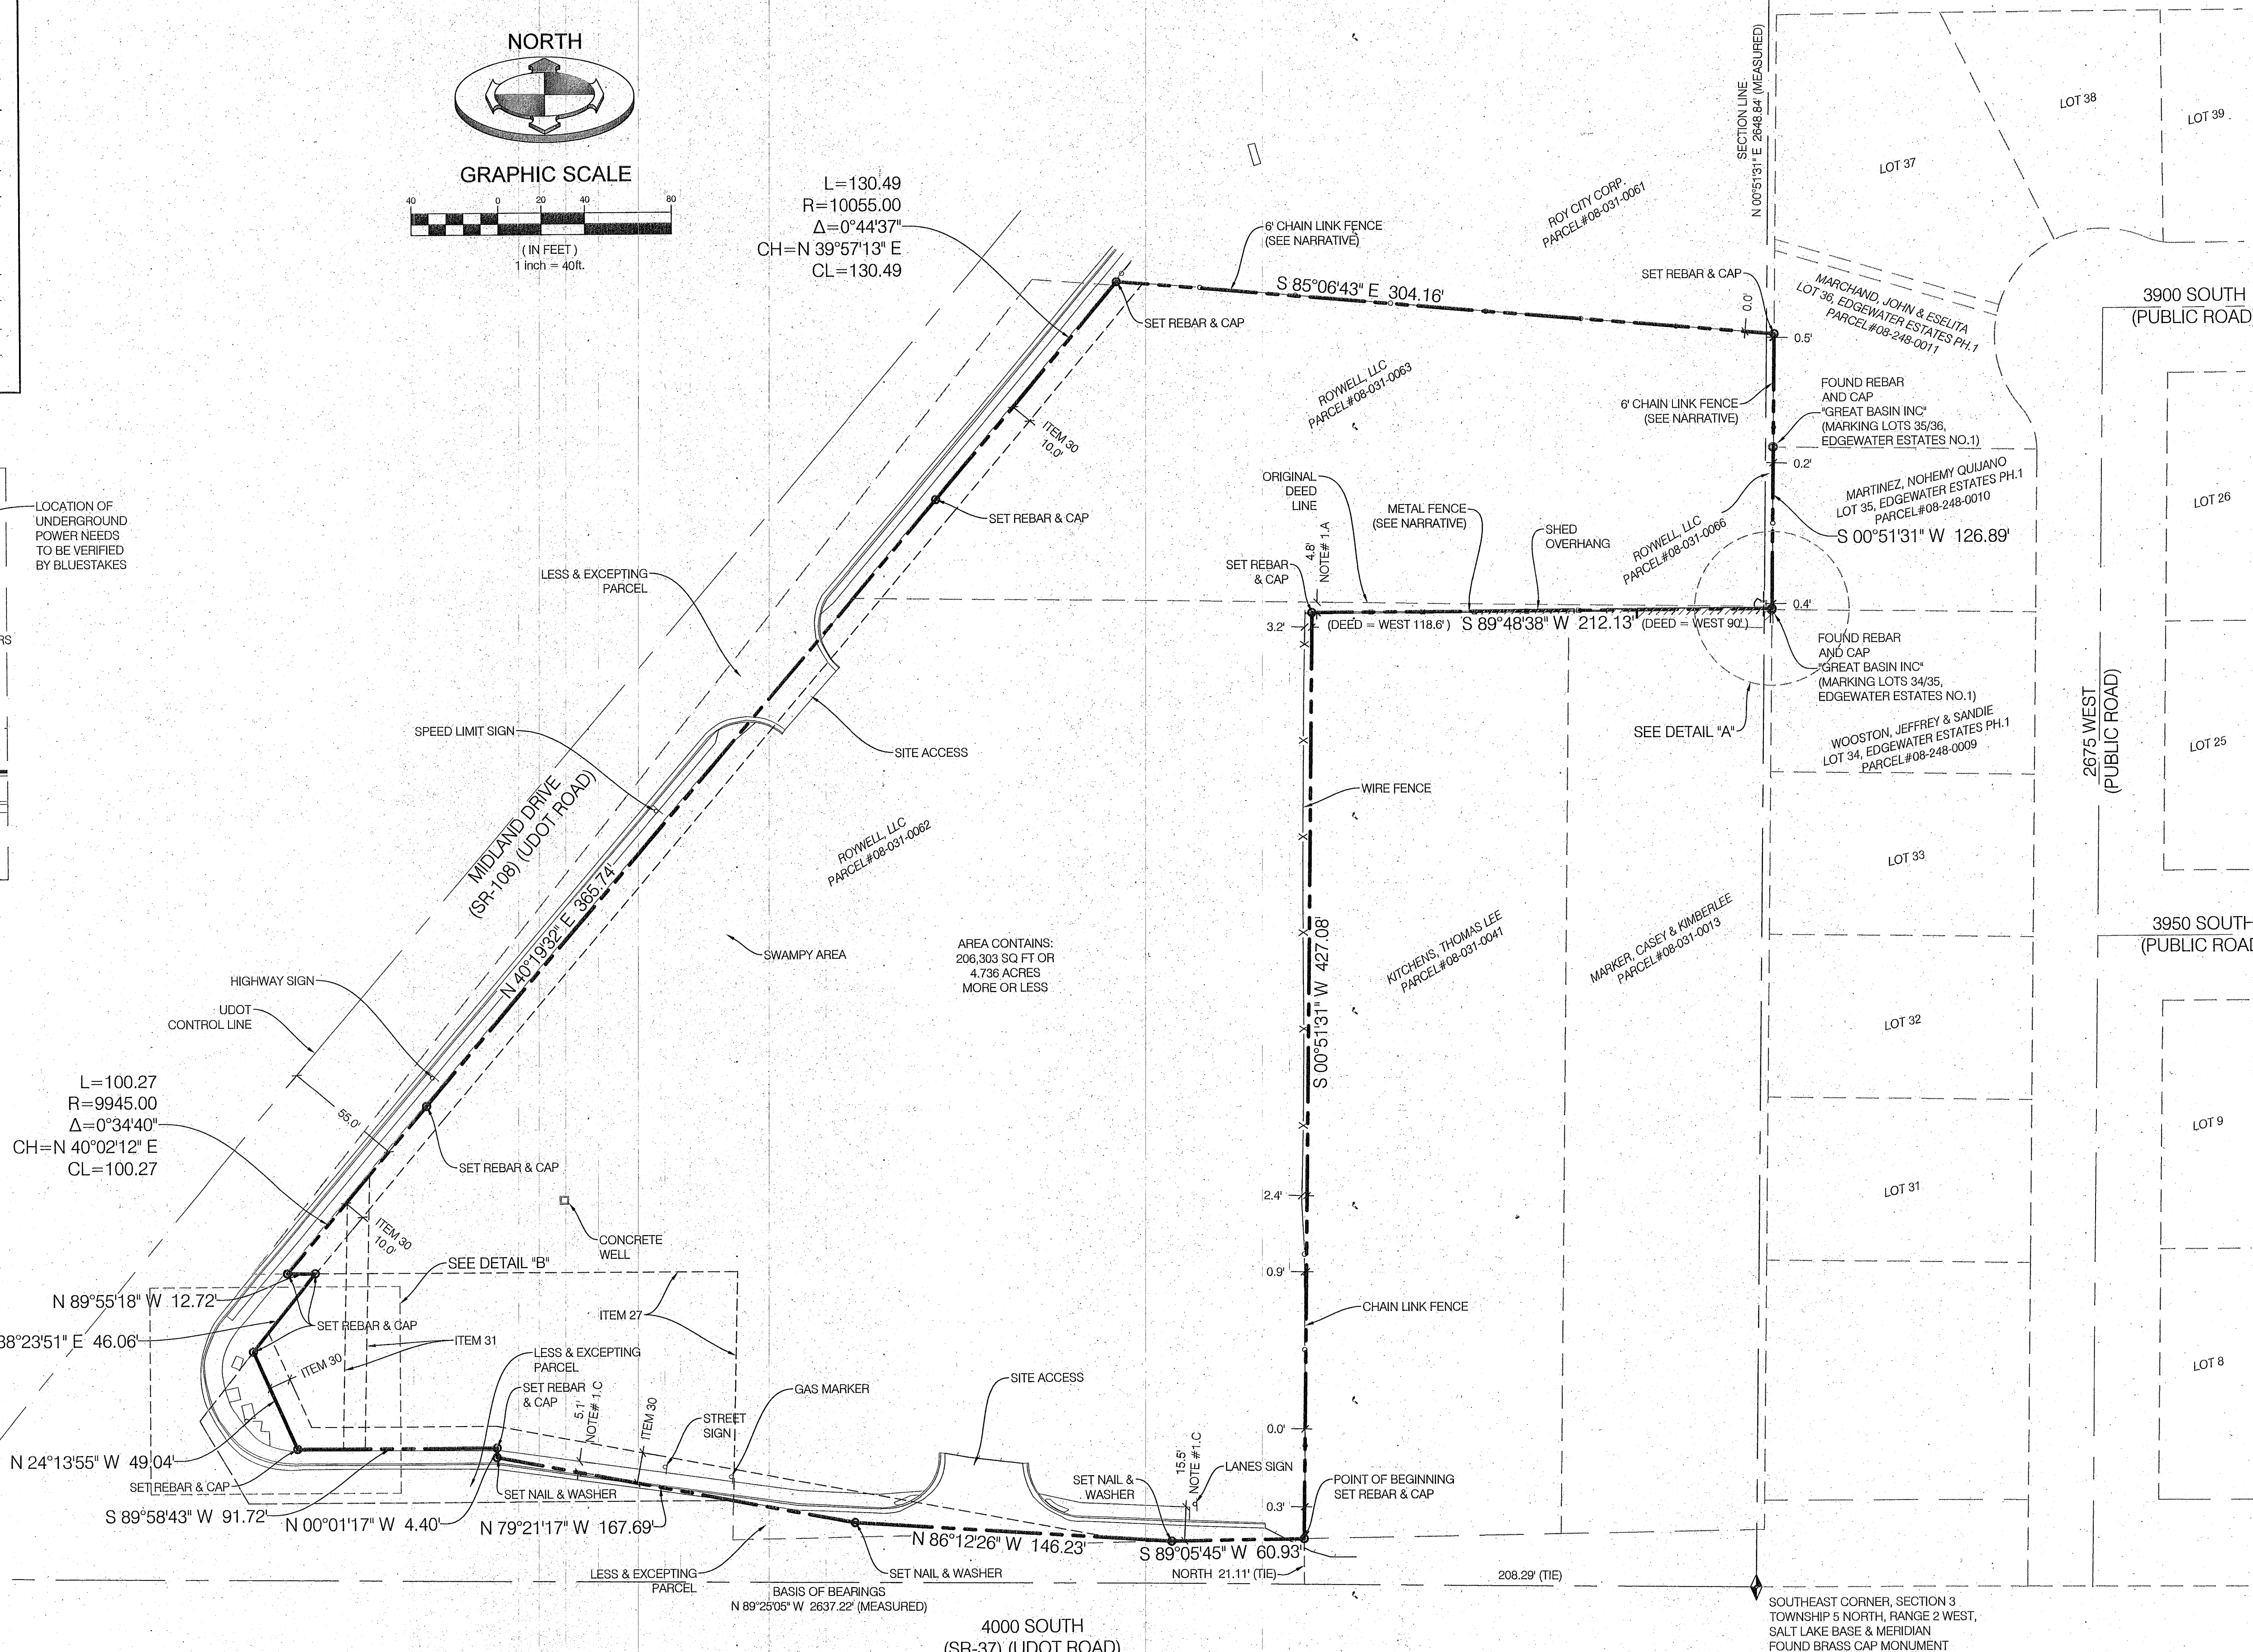 NORTH
GRAPHIC SCALE
40 0 20 40 80
( IN FEET )
1 inch = 40ft.
L=130.49
R=10055.00
Δ=0°44'37"
CH=N 39°57'13" E
CL=130.49
6' CHAIN LINK FENCE
(SEE NARRATIVE)
S 85°06'43" E 304.16'
SET REBAR & CAP
ROY CITY CORP.
PARCEL#08-031-0061
SECTION LINE
N 00°51'31" E 2648.84' (MEASURED)
LOT 37
LOT 38
LOT 39
SET REBAR & CAP
0.0'
0.5'
MARCHAND, JOHN & ESELITA
LOT 36, EDGEWATER ESTATES PH.1
PARCEL#08-248-0011
3900 SOUTH
(PUBLIC ROAD
ROYWELL, LLC
PARCEL#08-031-0063
6' CHAIN LINK FENCE
(SEE NARRATIVE)
FOUND REBAR
AND CAP
"GREAT BASIN INC"
(MARKING LOTS 35/36,
EDGEWATER ESTATES NO.1)
0.2'
ITEM 30
10.0'
SET REBAR & CAP
ORIGINAL
DEED
LINE
METAL FENCE
(SEE NARRATIVE)
SHED
OVERHANG
4.8'
NOTE# 1.A
ROYWELL, LLC
PARCEL#08-031-0066
MARTINEZ, NOHEMY QUIJANO
LOT 35, EDGEWATER ESTATES PH.1
PARCEL#08-248-0010
S 00°51'31" W 126.89'
LOT 26
LOCATION OF
UNDERGROUND
POWER NEEDS
TO BE VERIFIED
BY BLUESTAKES
RS
LESS & EXCEPTING
PARCEL
SET REBAR
& CAP
3.2'
(DEED = WEST 118.6')
S 89°48'38" W 212.13'
(DEED = WEST 90')
0.4'
FOUND REBAR
AND CAP
"GREAT BASIN INC"
(MARKING LOTS 34/35,
EDGEWATER ESTATES NO.1)
SEE DETAIL "A"
WOOSTON, JEFFREY & SANDIE
LOT 34, EDGEWATER ESTATES PH.1
PARCEL#08-248-0009
2675 WEST
(PUBLIC ROAD)
LOT 25
SPEED LIMIT SIGN
SITE ACCESS
MIDLAND DRIVE
(SR-108) (UDOT ROAD)
N 40°19'32" E 365.74'
ROYWELL, LLC
PARCEL#08-031-0062
WIRE FENCE
LOT 33
SWAMPY AREA
AREA CONTAINS:
206,303 SQ FT OR
4.736 ACRES
MORE OR LESS
S 00°51'31" W 427.08'
KITCHENS, THOMAS LEE
PARCEL#08-031-0041
MARKER, CASEY & KIMBERLEE
PARCEL#08-031-0013
3950 SOUTH
(PUBLIC ROAD
HIGHWAY SIGN
UDOT
CONTROL LINE
LOT 32
L=100.27
R=9945.00
Δ=0°34'40"
CH=N 40°02'12" E
CL=100.27
55.0'
SET REBAR & CAP
LOT 9
LOT 31
2.4'
ITEM 30
10.0'
CONCRETE
WELL
SEE DETAIL "B"
0.9'
N 89°55'18" W 12.72'
ITEM 27
CHAIN LINK FENCE
38°23'51" E 46.06'
SET REBAR & CAP
ITEM 31
ITEM 30
LESS & EXCEPTING
PARCEL
SET REBAR
& CAP
5.1'
NOTE# 1.C
ITEM 30
GAS MARKER
STREET
SIGN
SITE ACCESS
LOT 8
0.0'
N 24°13'55" W 49.04'
SET REBAR & CAP
SET NAIL & WASHER
S 89°58'43" W 91.72'
N 00°01'17" W 4.40'
N 79°21'17" W 167.69'
SET NAIL &
WASHER
15.5'
NOTE #1.C
LANES SIGN
POINT OF BEGINNING
SET REBAR & CAP
0.3'
N 86°12'26" W 146.23'
S 89°05'45" W 60.93'
LESS & EXCEPTING
PARCEL
SET NAIL & WASHER
NORTH 21.11' (TIE)
208.29' (TIE)
BASIS OF BEARINGS
N 89°25'05" W 2637.22' (MEASURED)
4000 SOUTH
(SR-37) (UDOT ROAD)
SOUTHEAST CORNER, SECTION 3
TOWNSHIP 5 NORTH, RANGE 2 WEST,
SALT LAKE BASE & MERIDIAN
FOUND BRASS CAP MONUMENT